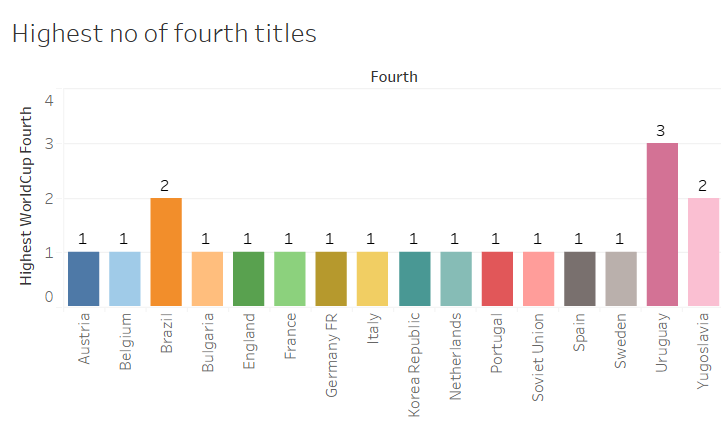 Highest no of fourth titles
Fourth
Highest WorldCup Fourth
4
3
2
1
0
1
1
2
1
1
1
1
1
1
1
1
1
1
1
3
2
Austria
Belgium
Brazil
Bulgaria
England
France
Germany FR
Italy
Korea Republic
Netherlands
Portugal
Soviet Union
Spain
Sweden
Uruguay
Yugoslavia